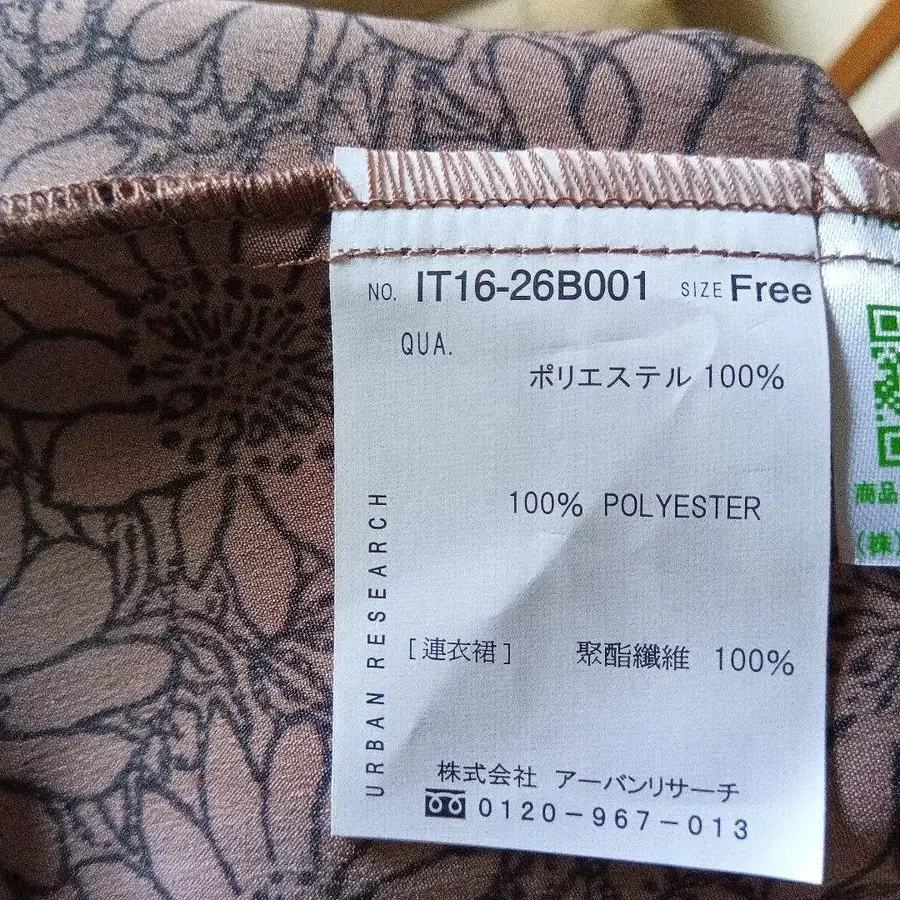 NO. IT16-26B001 SIZE Free
QUA.
ポリエステル 100%
100% POLYESTER
URBAN RESEARCH
[連衣裙] 聚酯纖維 100%
株式会社 アーバンリサーチ
0120-967-013
商品
(株)